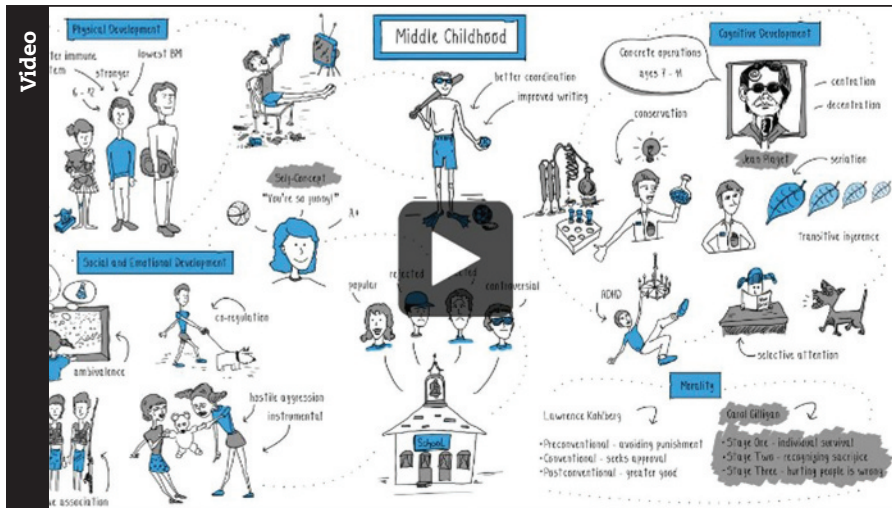 Video
Physical Development
immune
stronger
lowest BMI
6 - 12
Middle Childhood
better coordination
improved writing
Cognitive Development
Concrete operations
ages 7 - 11
centration
decentration
Jean Piaget
conservation
seriation
transitive inference
Self-Concept
"You're so funny!"
A+
Social and Emotional Development
co-regulation
ambivalence
hostile aggression
instrumental
association
popular
rejected
controversial
School
ADHD
selective attention
Morality
Lawrence Kohlberg
• Preconventional - avoiding punishment
• Conventional - seeks approval
• Postconventional - greater good
Carol Gilligan
• Stage One - individual survival
• Stage Two - recognizing sacrifice
• Stage Three - hurting people is wrong